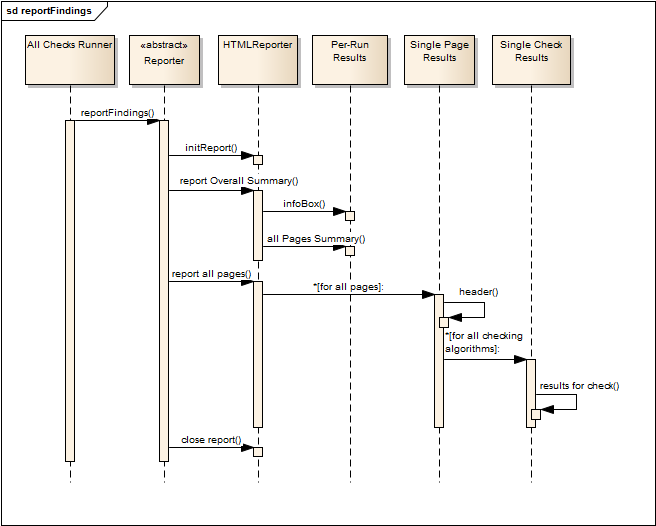 sd reportFindings
All Checks Runner
«abstract»
Reporter
HTMLReporter
Per-Run
Results
Single Page
Results
Single Check
Results
reportFindings()
initReport()
report Overall Summary()
infoBox()
all Pages Summary()
report all pages()
*[for all pages]:
header()
*[for all checking
algorithms]:
results for check()
close report()